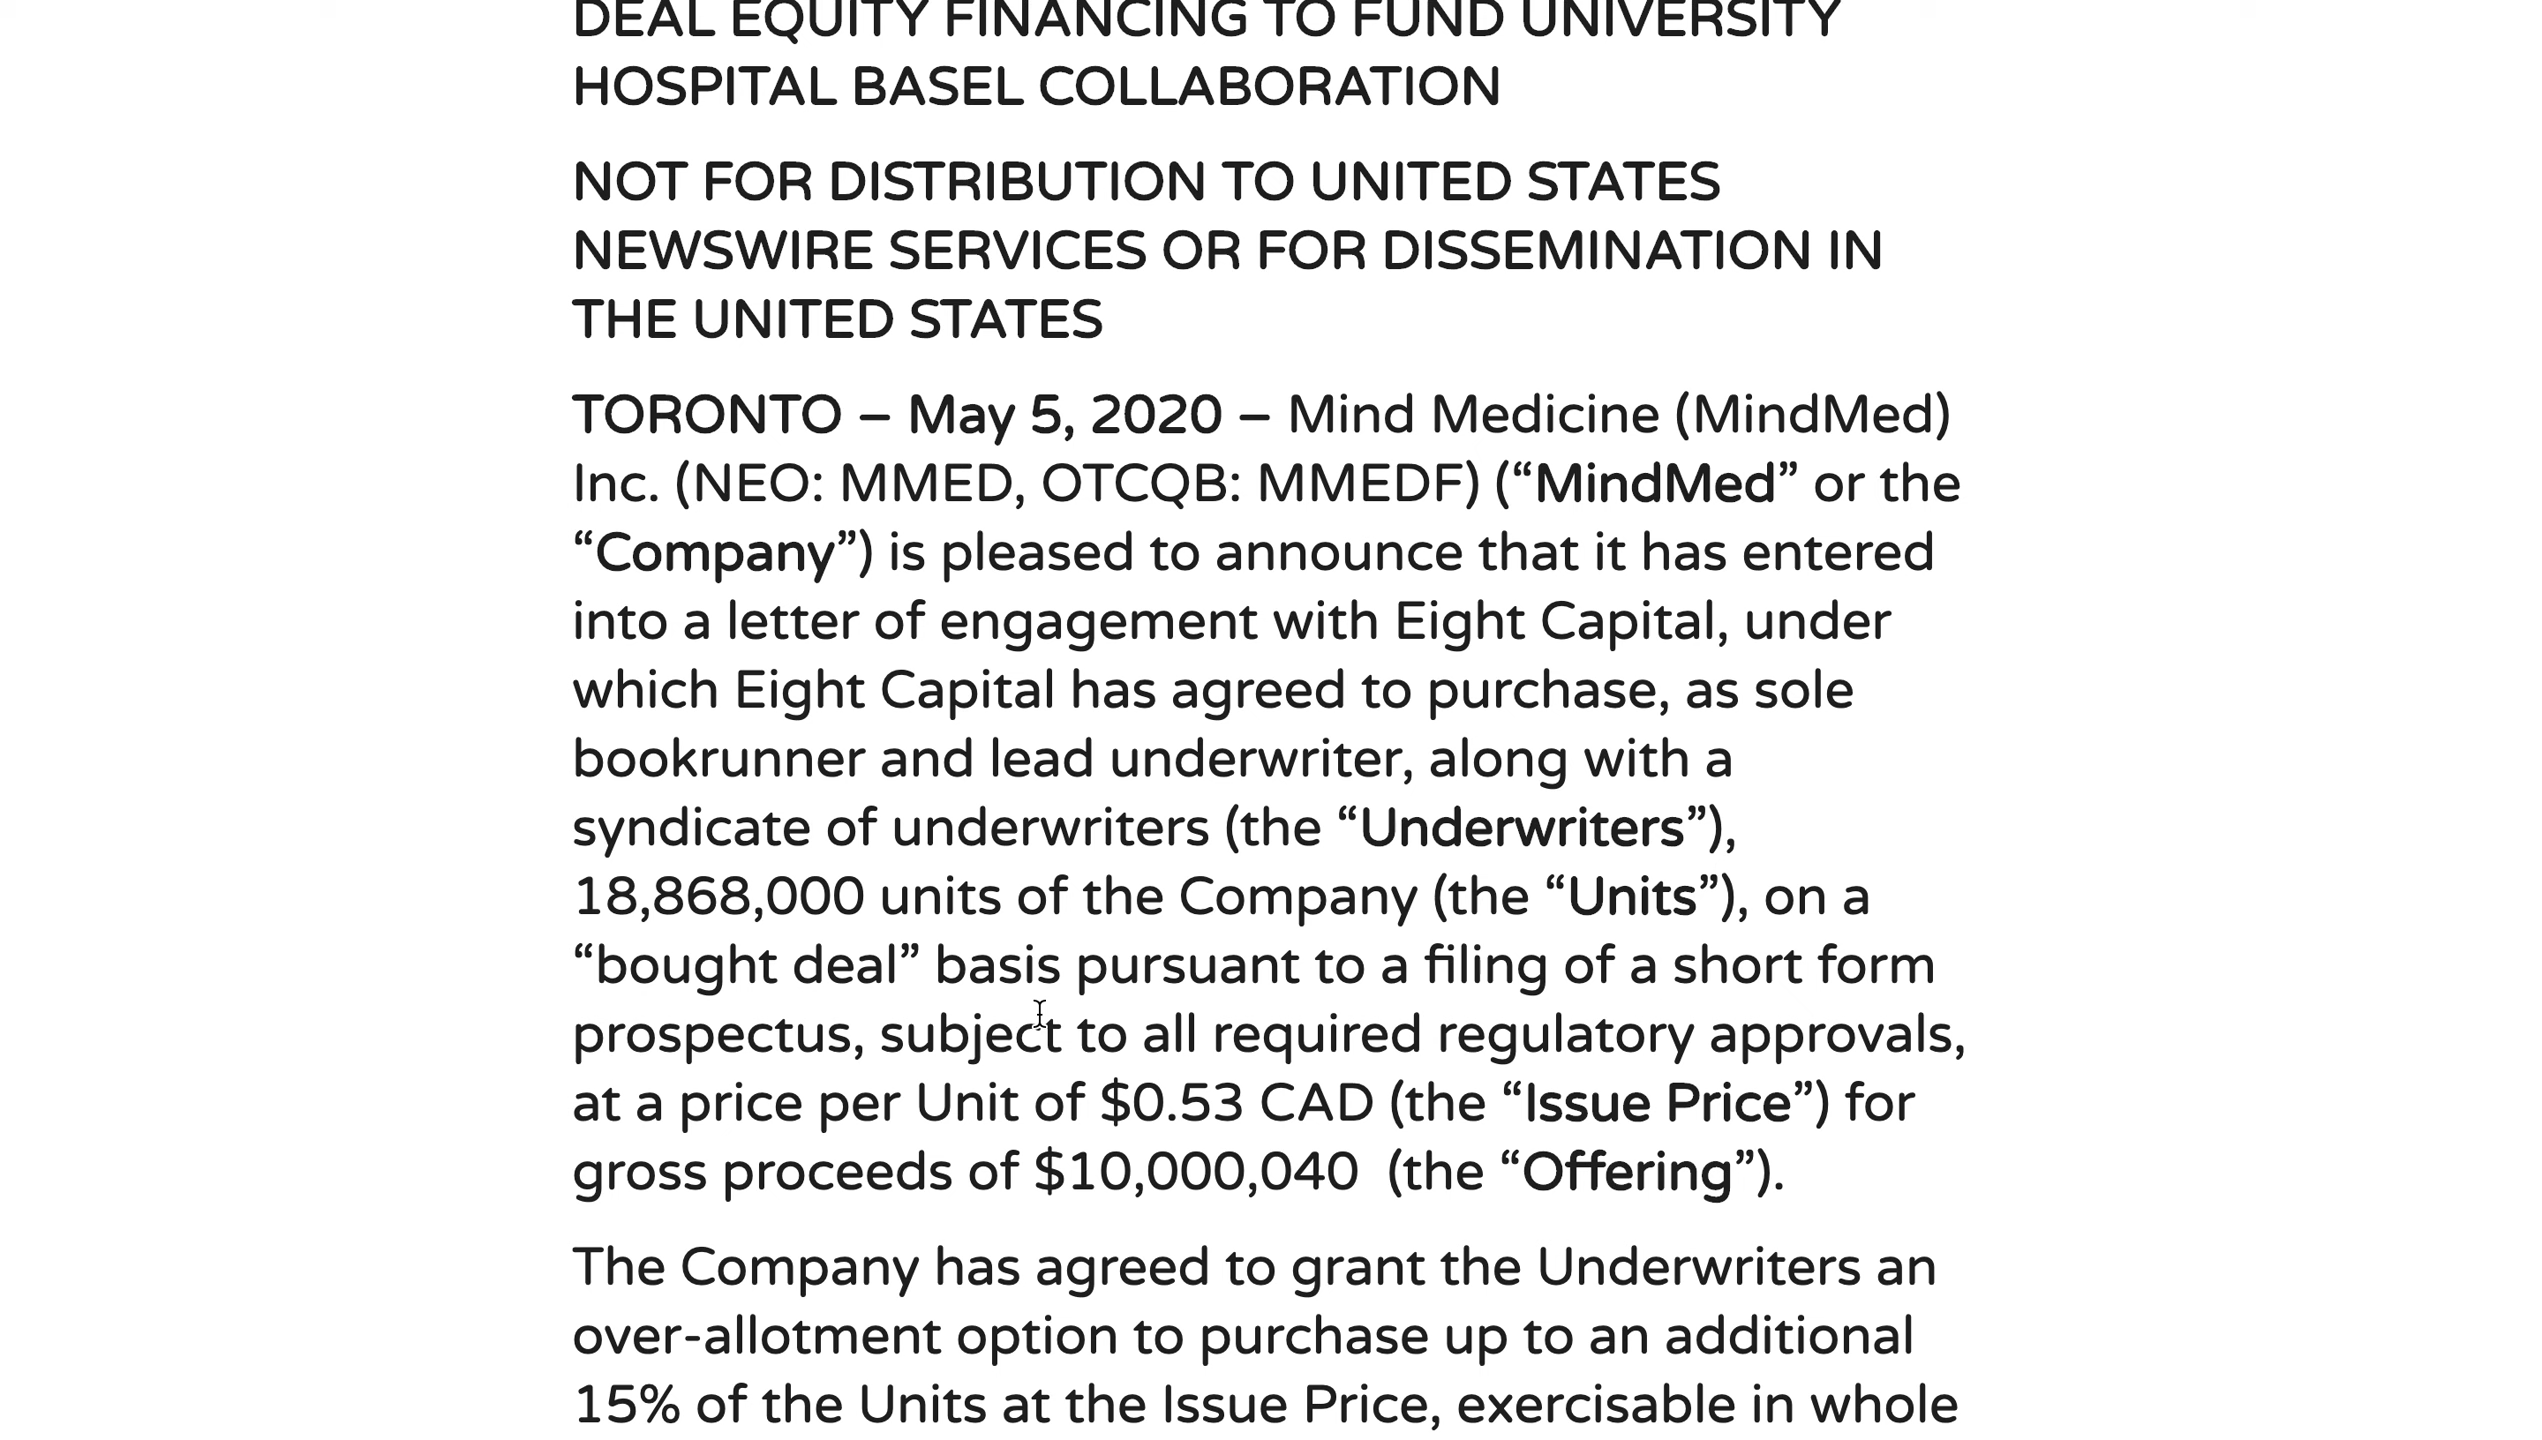 DEAL EQUITY FINANCING TO FUND UNIVERSITY
HOSPITAL BASEL COLLABORATION
NOT FOR DISTRIBUTION TO UNITED STATES
NEWSWIRE SERVICES OR FOR DISSEMINATION IN
THE UNITED STATES
TORONTO – May 5, 2020 – Mind Medicine (MindMed)
Inc. (NEO: MMED, OTCQB: MMEDF) (“MindMed” or the
“Company”) is pleased to announce that it has entered
into a letter of engagement with Eight Capital, under
which Eight Capital has agreed to purchase, as sole
bookrunner and lead underwriter, along with a
syndicate of underwriters (the “Underwriters”),
18,868,000 units of the Company (the “Units”), on a
“bought deal” basis pursuant to a filing of a short form
prospectus, subject to all required regulatory approvals,
at a price per Unit of $0.53 CAD (the “Issue Price”) for
gross proceeds of $10,000,040  (the “Offering”).
The Company has agreed to grant the Underwriters an
over-allotment option to purchase up to an additional
15% of the Units at the Issue Price, exercisable in whole